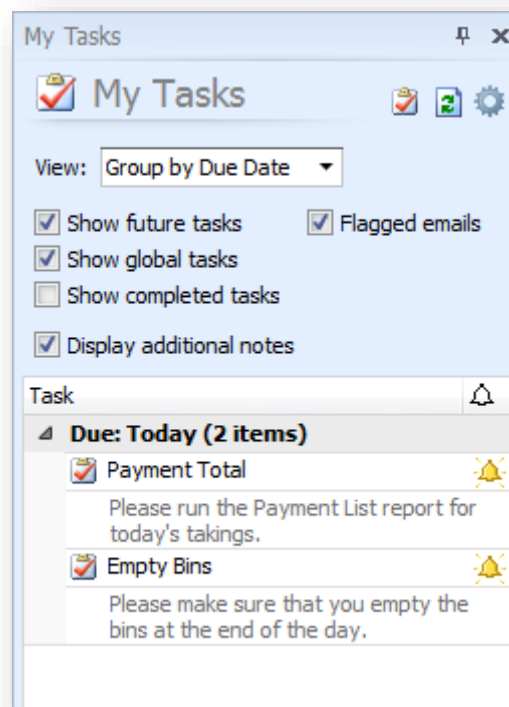 My Tasks
My Tasks
View: Group by Due Date
Show future tasks Flagged emails
Show global tasks
Show completed tasks
Display additional notes
Task
Due: Today (2 items)
Payment Total
Please run the Payment List report for
today's takings.
Empty Bins
Please make sure that you empty the
bins at the end of the day.